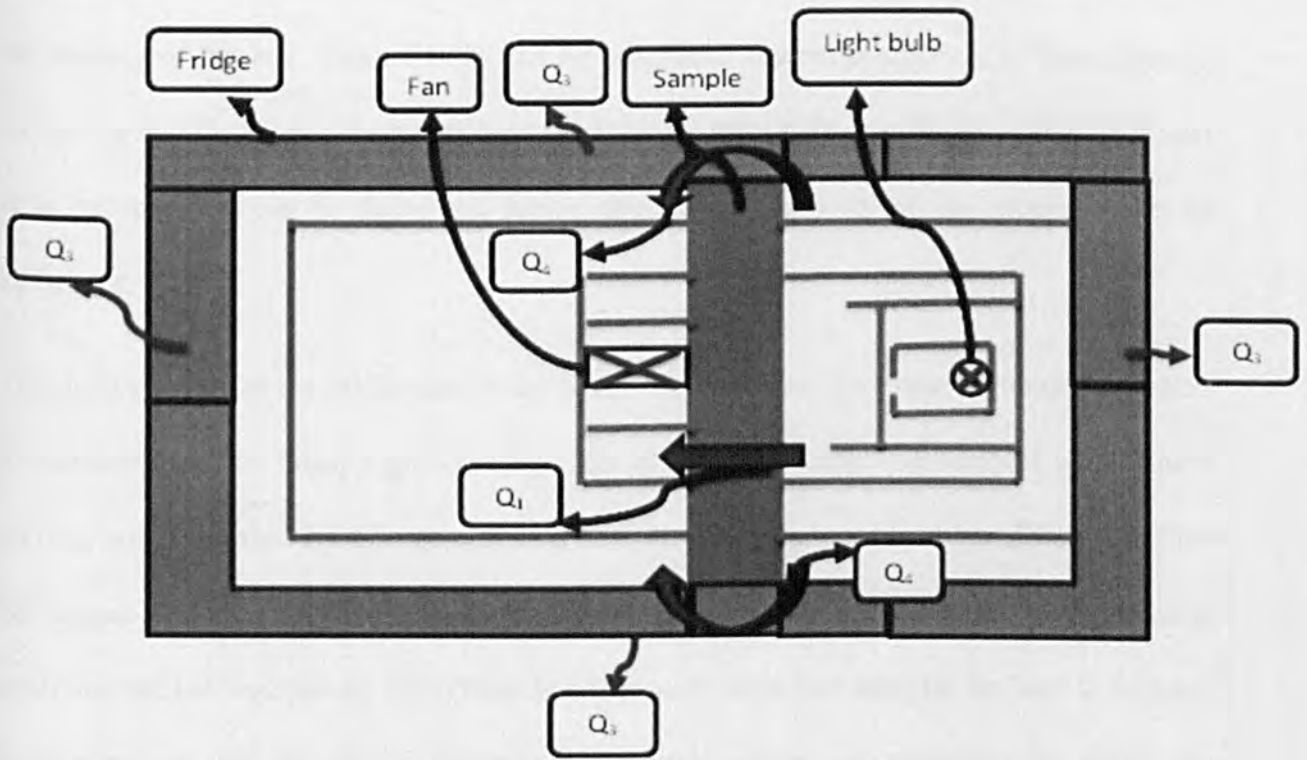 Light bulb
Fridge
Fan
Q₃
Sample
Q₃
Q₄
Q₃
Q₁
Q₄
Q₃